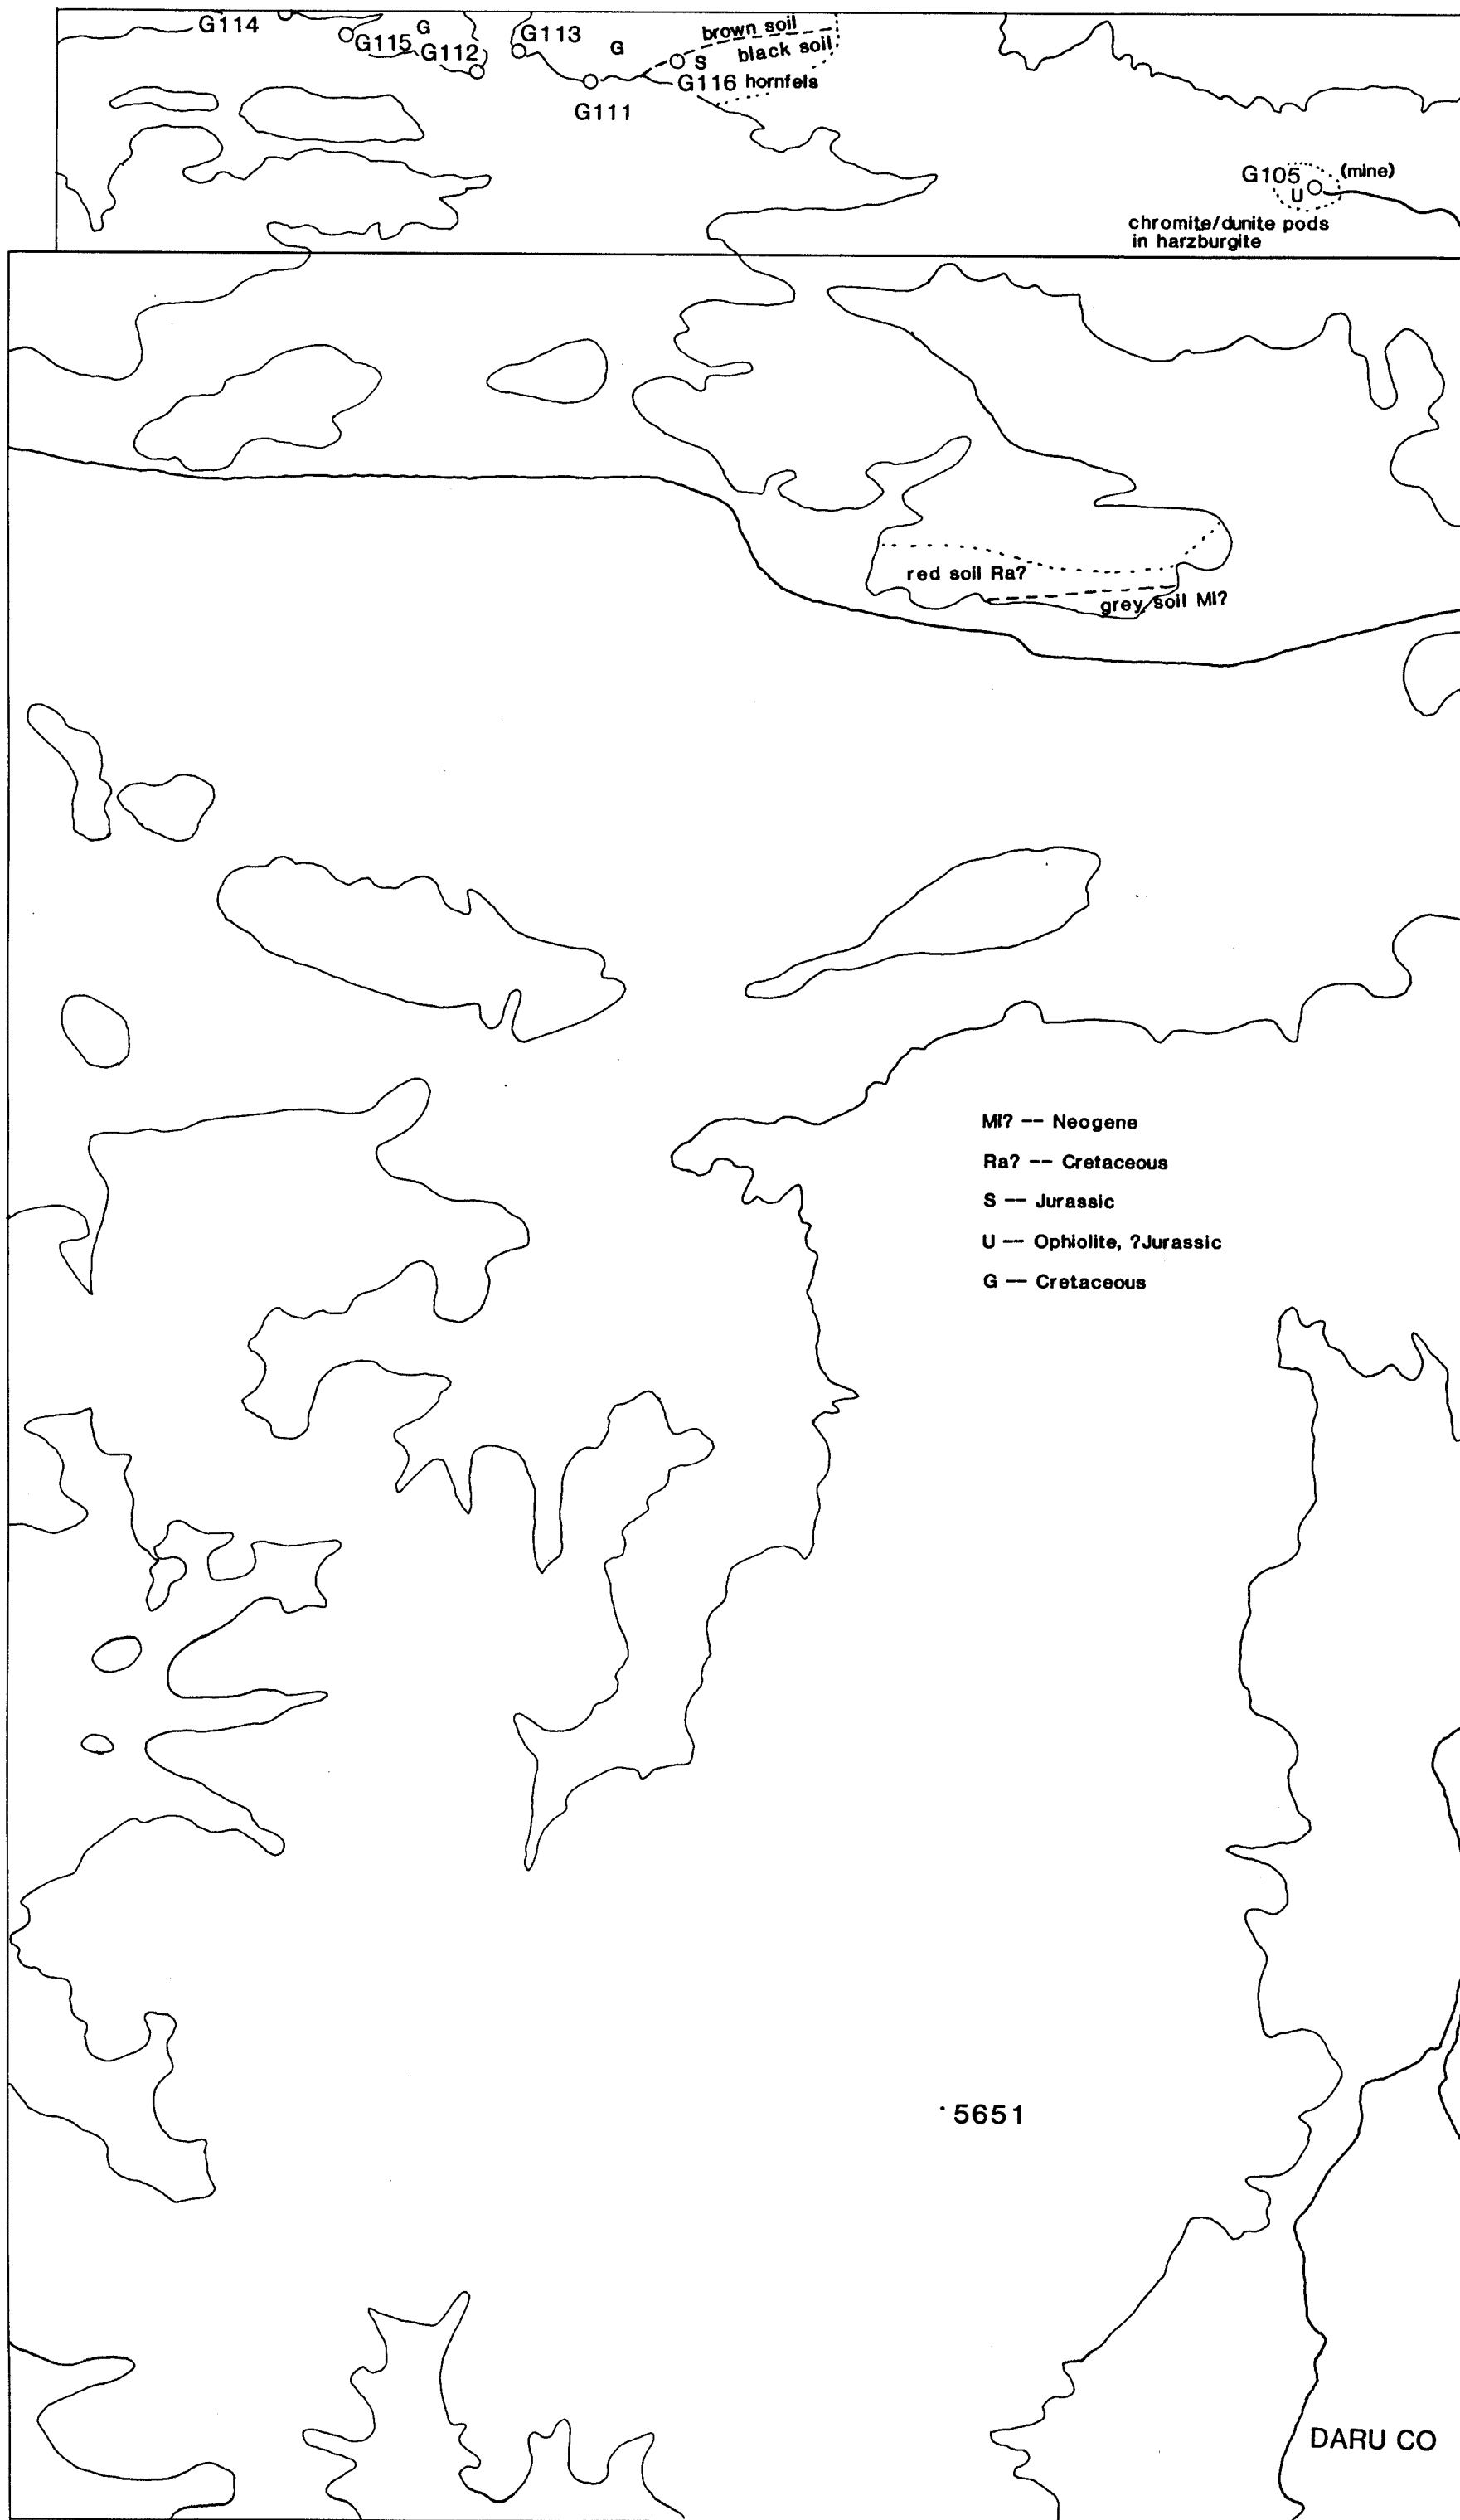 G114
G115
G
G112
G113
G
brown soil
S
black soil
G116 hornfels
G111
G105
(mine)
U
chromite/dunite pods
in harzburgite
red soil Ra?
grey soil Ml?
Ml? -- Neogene
Ra? -- Cretaceous
S -- Jurassic
U -- Ophiolite, ?Jurassic
G -- Cretaceous
5651
DARU CO